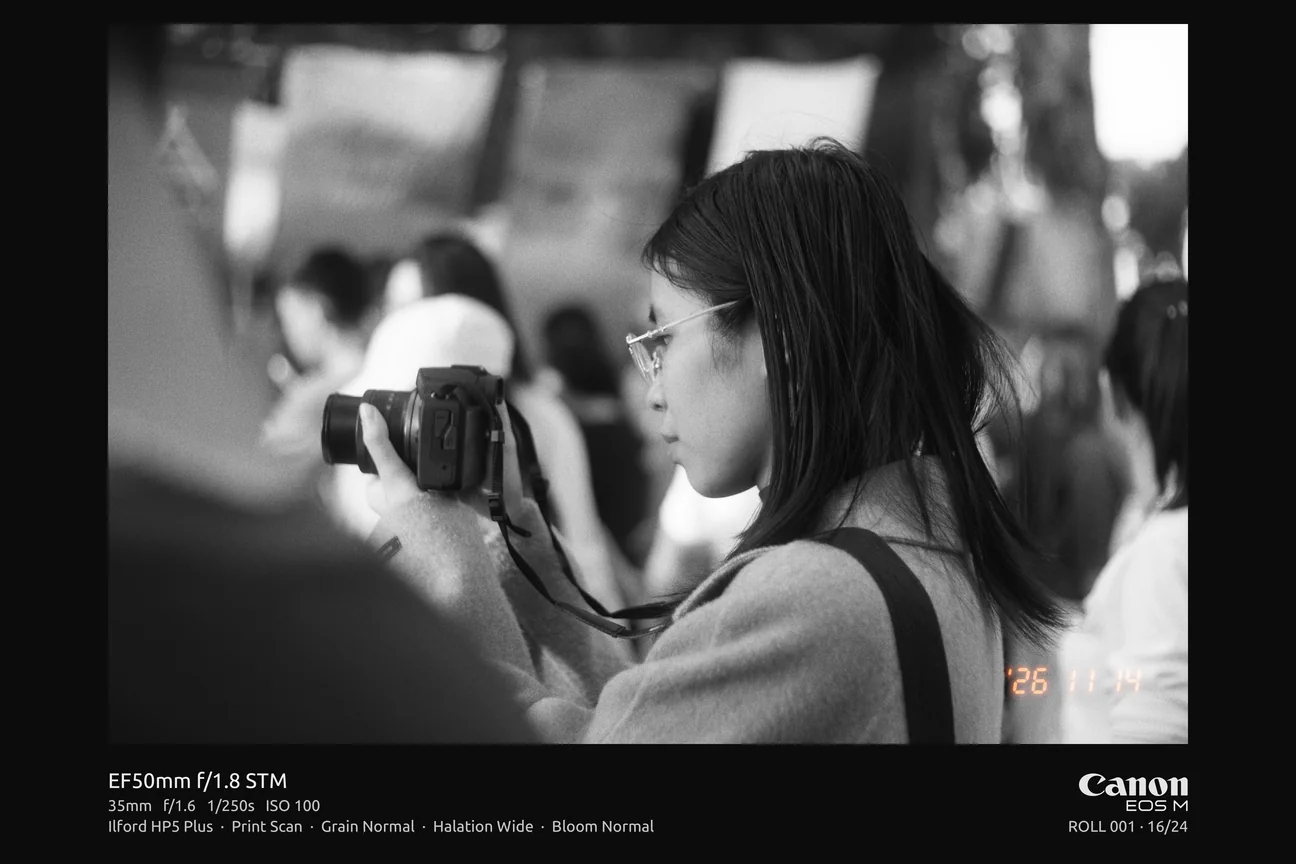 '26 11 14
EF50mm f/1.8 STM
35mm f/1.6 1/250s ISO 100
Ilford HP5 Plus · Print Scan · Grain Normal · Halation Wide · Bloom Normal
Canon
EOS M
ROLL 001 · 16/24